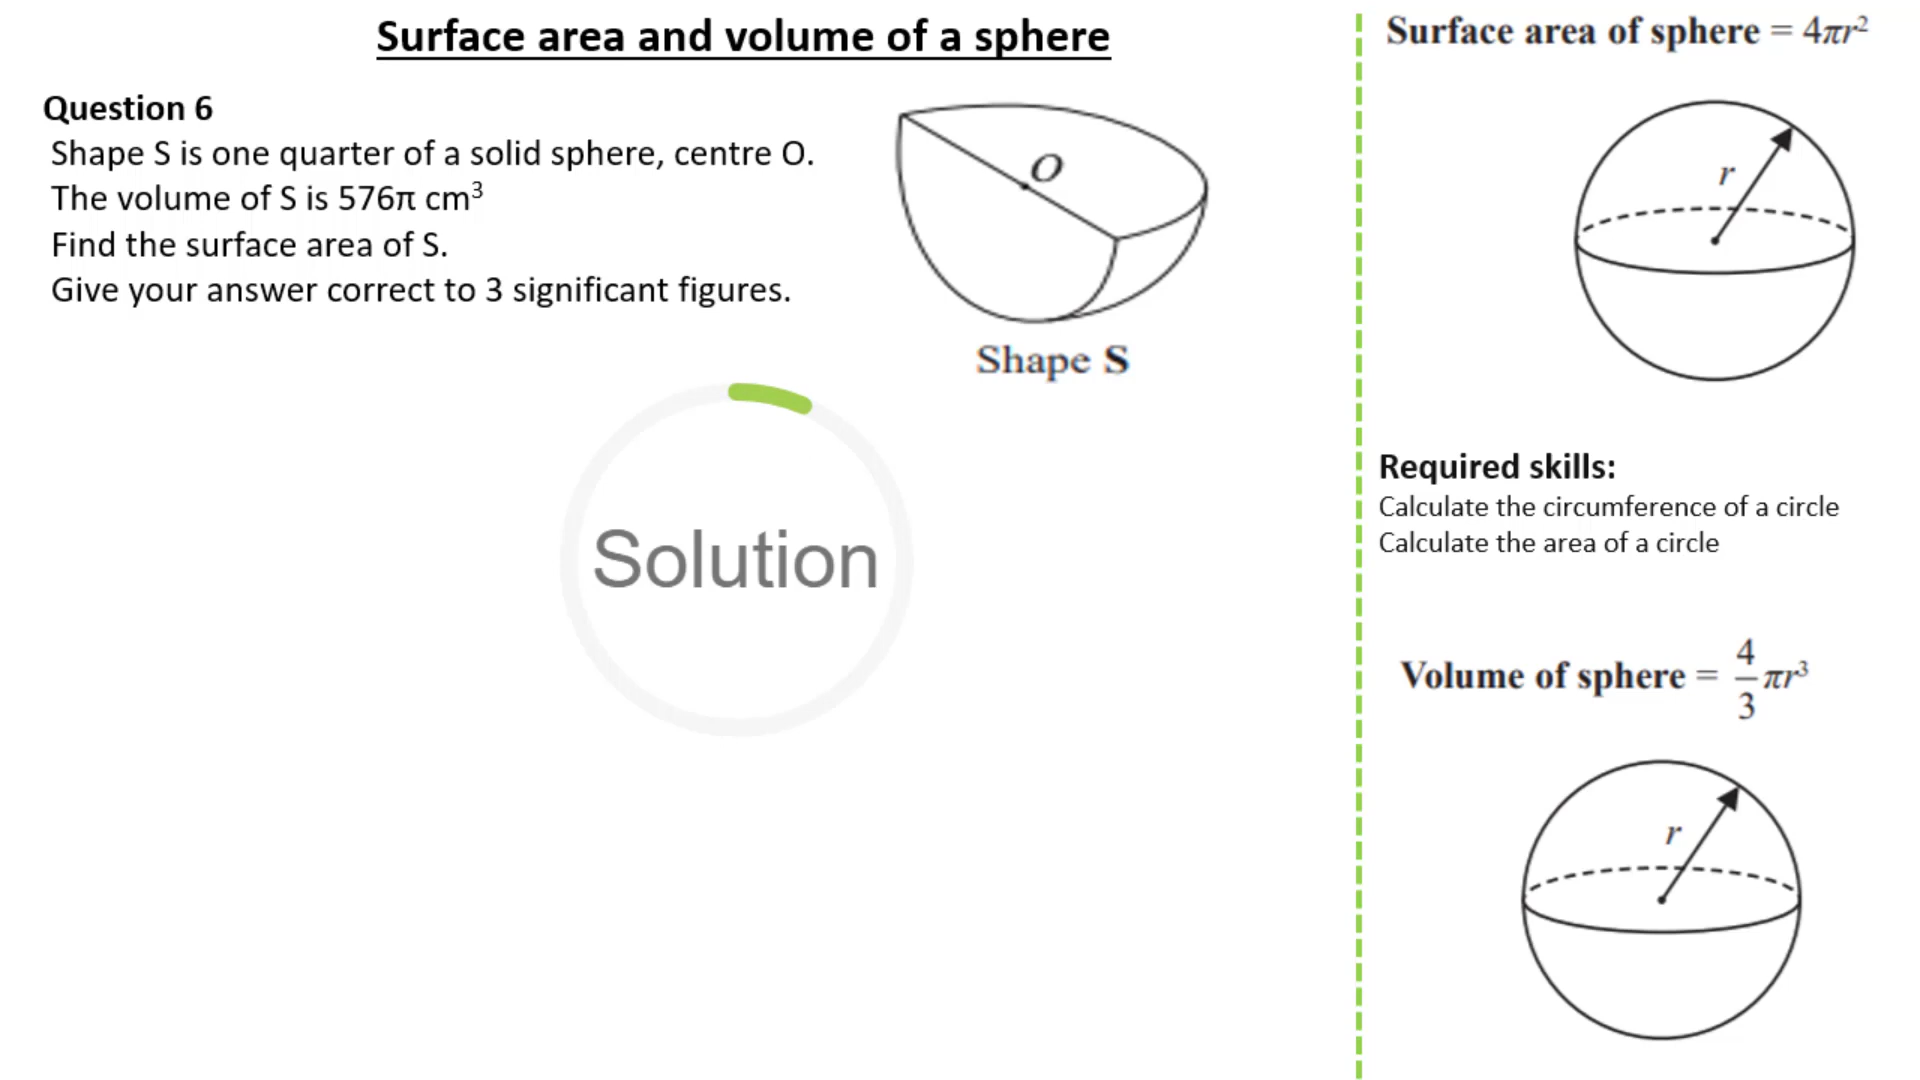 Surface area and volume of a sphere
Question 6
Shape S is one quarter of a solid sphere, centre O.
The volume of S is 576π cm³
Find the surface area of S.
Give your answer correct to 3 significant figures.
O
Shape S
Solution
Surface area of sphere = 4πr²
r
Required skills:
Calculate the circumference of a circle
Calculate the area of a circle
Volume of sphere = 4/3 πr³
r